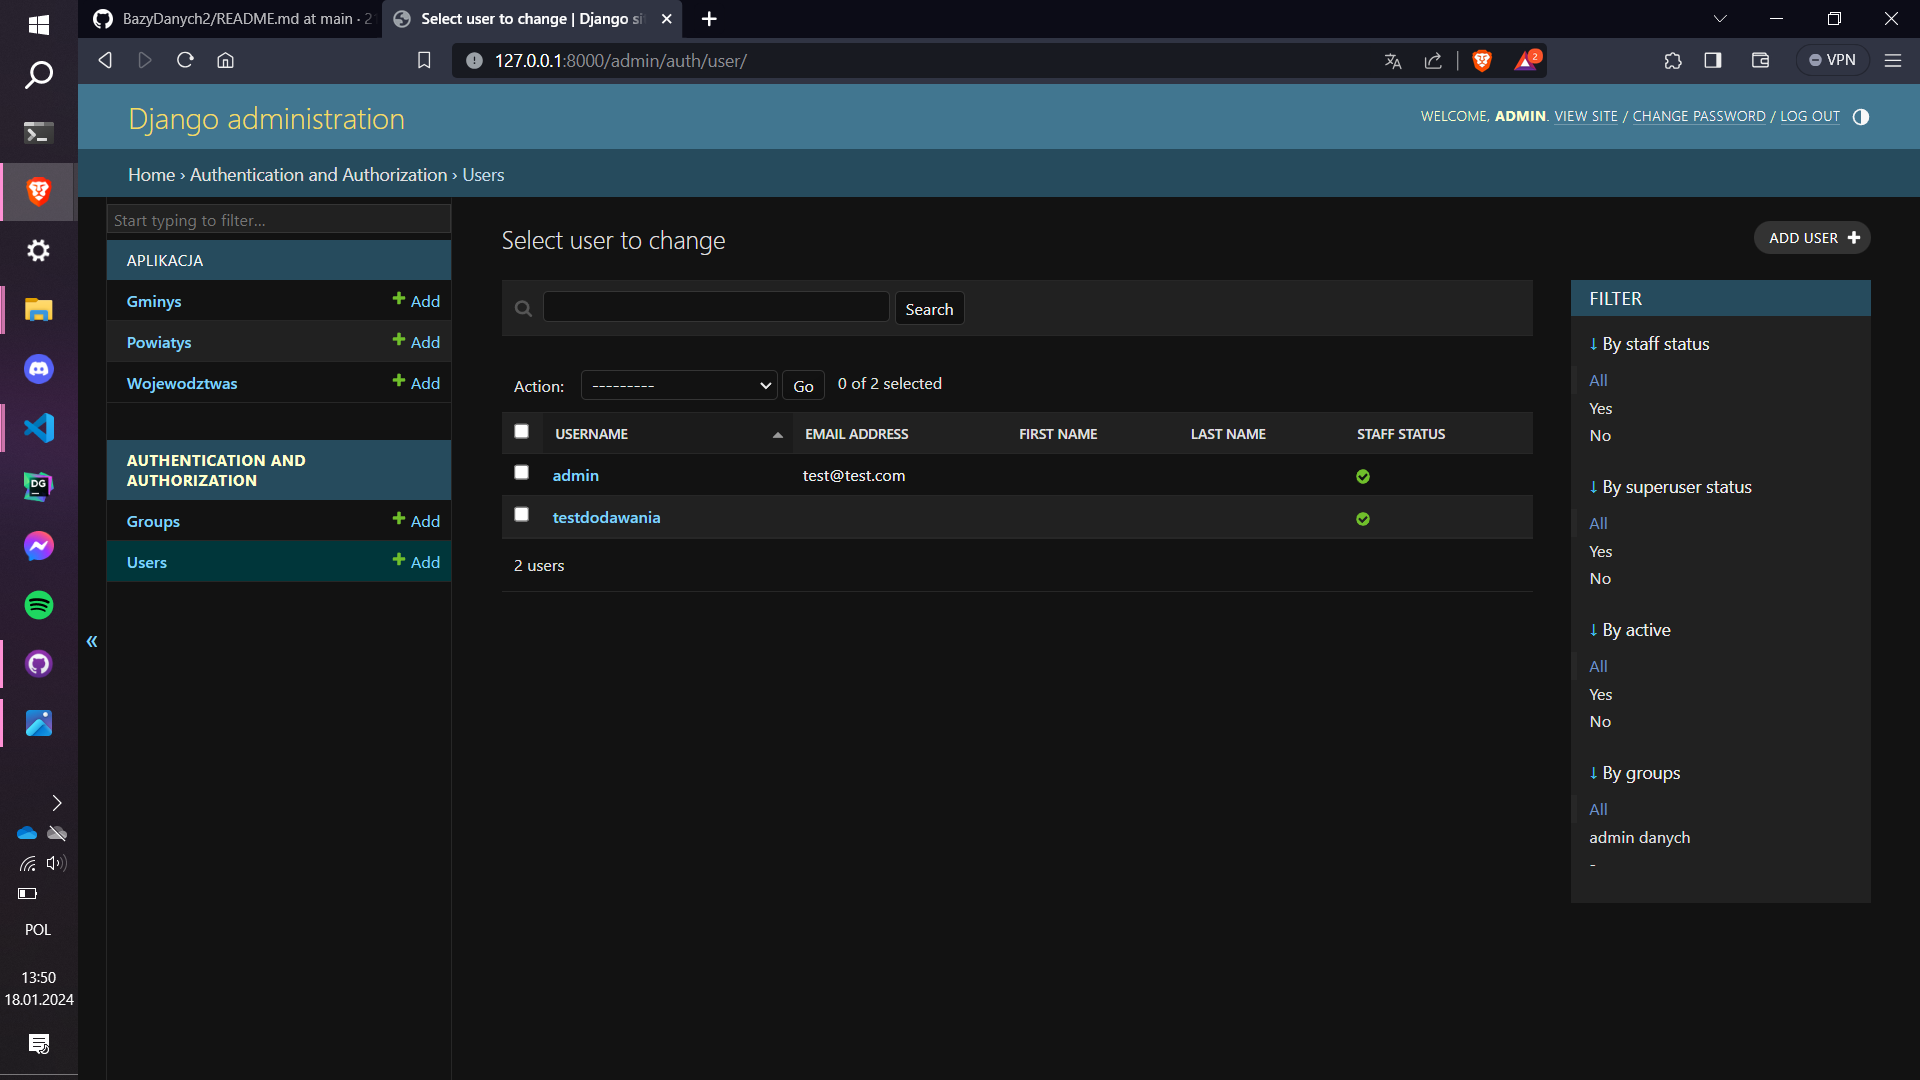 BazyDanych2/README.md at main · 2
Select user to change | Django si
127.0.0.1:8000/admin/auth/user/
2
VPN
Django administration
WELCOME, ADMIN. VIEW SITE / CHANGE PASSWORD / LOG OUT
Home › Authentication and Authorization › Users
Start typing to filter...
APLIKACJA
Gminys
Add
Powiatys
Add
Wojewodztwas
Add
AUTHENTICATION AND
AUTHORIZATION
Groups
Add
Users
Add
«
Select user to change
ADD USER
Search
Action:
---------
Go
0 of 2 selected
USERNAME
EMAIL ADDRESS
FIRST NAME
LAST NAME
STAFF STATUS
admin
test@test.com
testdodawania
2 users
FILTER
↓ By staff status
All
Yes
No
↓ By superuser status
All
Yes
No
↓ By active
All
Yes
No
↓ By groups
All
admin danych
-
DG
POL
13:50
18.01.2024